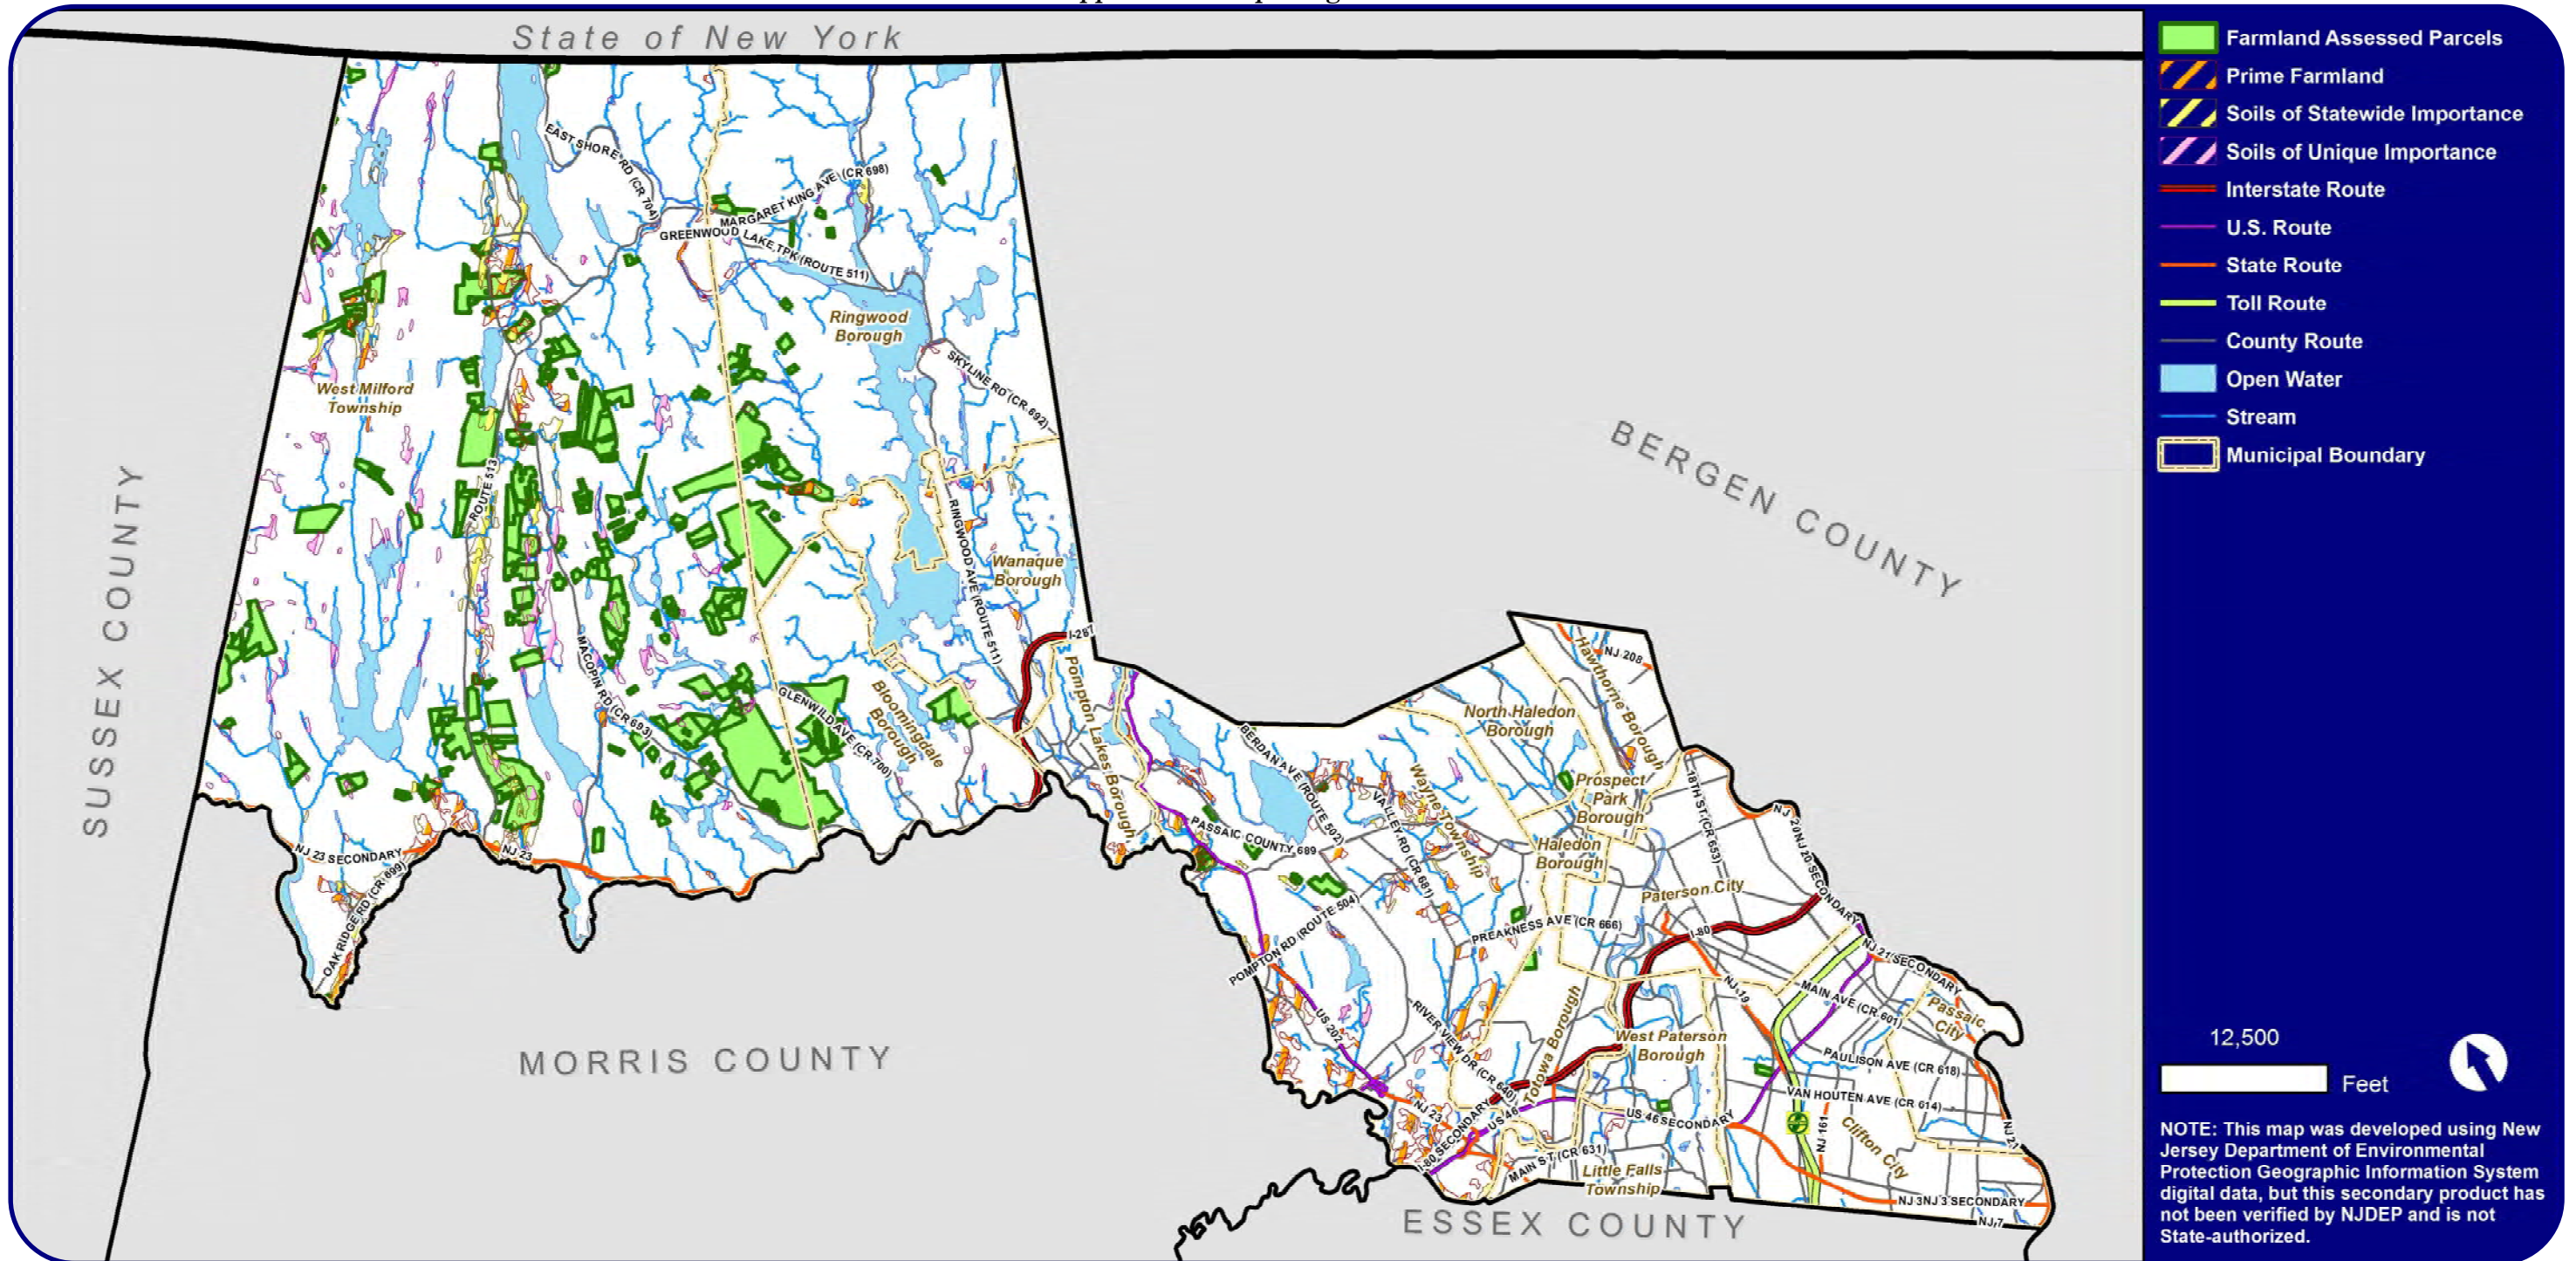 State of New York
EAST SHORE RD (CR 704)
MARGARET KING AVE (CR 698)
GREENWOOD LAKE TPK (ROUTE 511)
Ringwood
Borough
SKYLINE RD (CR 692)
West Milford
Township
ROUTE 513
RINGWOOD AVE (ROUTE 511)
Wanaque
Borough
I-287
MACOPIN RD (CR 693)
GLENWILD AVE (CR 700)
Bloomingdale
Borough
Pompton Lakes Borough
SUSSEX COUNTY
BERGEN COUNTY
NJ 23 SECONDARY
NJ 23
OAK RIDGE RD (CR 699)
MORRIS COUNTY
NJ 208
Hawthorne Borough
North Haledon
Borough
BERDAN AVE (ROUTE 502)
Prospect
Park
Borough
Wayne Township
VALLEY RD (CR 681)
PASSAIC COUNTY 689
Haledon
Borough
18TH ST (CR 653)
NJ 20
NJ 20 SECONDARY
Paterson City
PREAKNESS AVE (CR 666)
POMPTON RD (ROUTE 504)
I-80
NJ 21 SECONDARY
NJ 19
MAIN AVE (CR 601)
Passaic
City
US 202
RIVER VIEW DR (CR 640)
Totowa Borough
West Paterson
Borough
PAULISON AVE (CR 618)
VAN HOUTEN AVE (CR 614)
NJ 23
I-80 SECONDARY
US 46
US 46 SECONDARY
NJ 161
Clifton City
NJ 21
MAIN ST (CR 631)
Little Falls
Township
NJ 3
NJ 3 SECONDARY
NJ 7
ESSEX COUNTY
Farmland Assessed Parcels
Prime Farmland
Soils of Statewide Importance
Soils of Unique Importance
Interstate Route
U.S. Route
State Route
Toll Route
County Route
Open Water
Stream
Municipal Boundary
12,500
Feet
NOTE: This map was developed using New
Jersey Department of Environmental
Protection Geographic Information System
digital data, but this secondary product has
not been verified by NJDEP and is not
State-authorized.